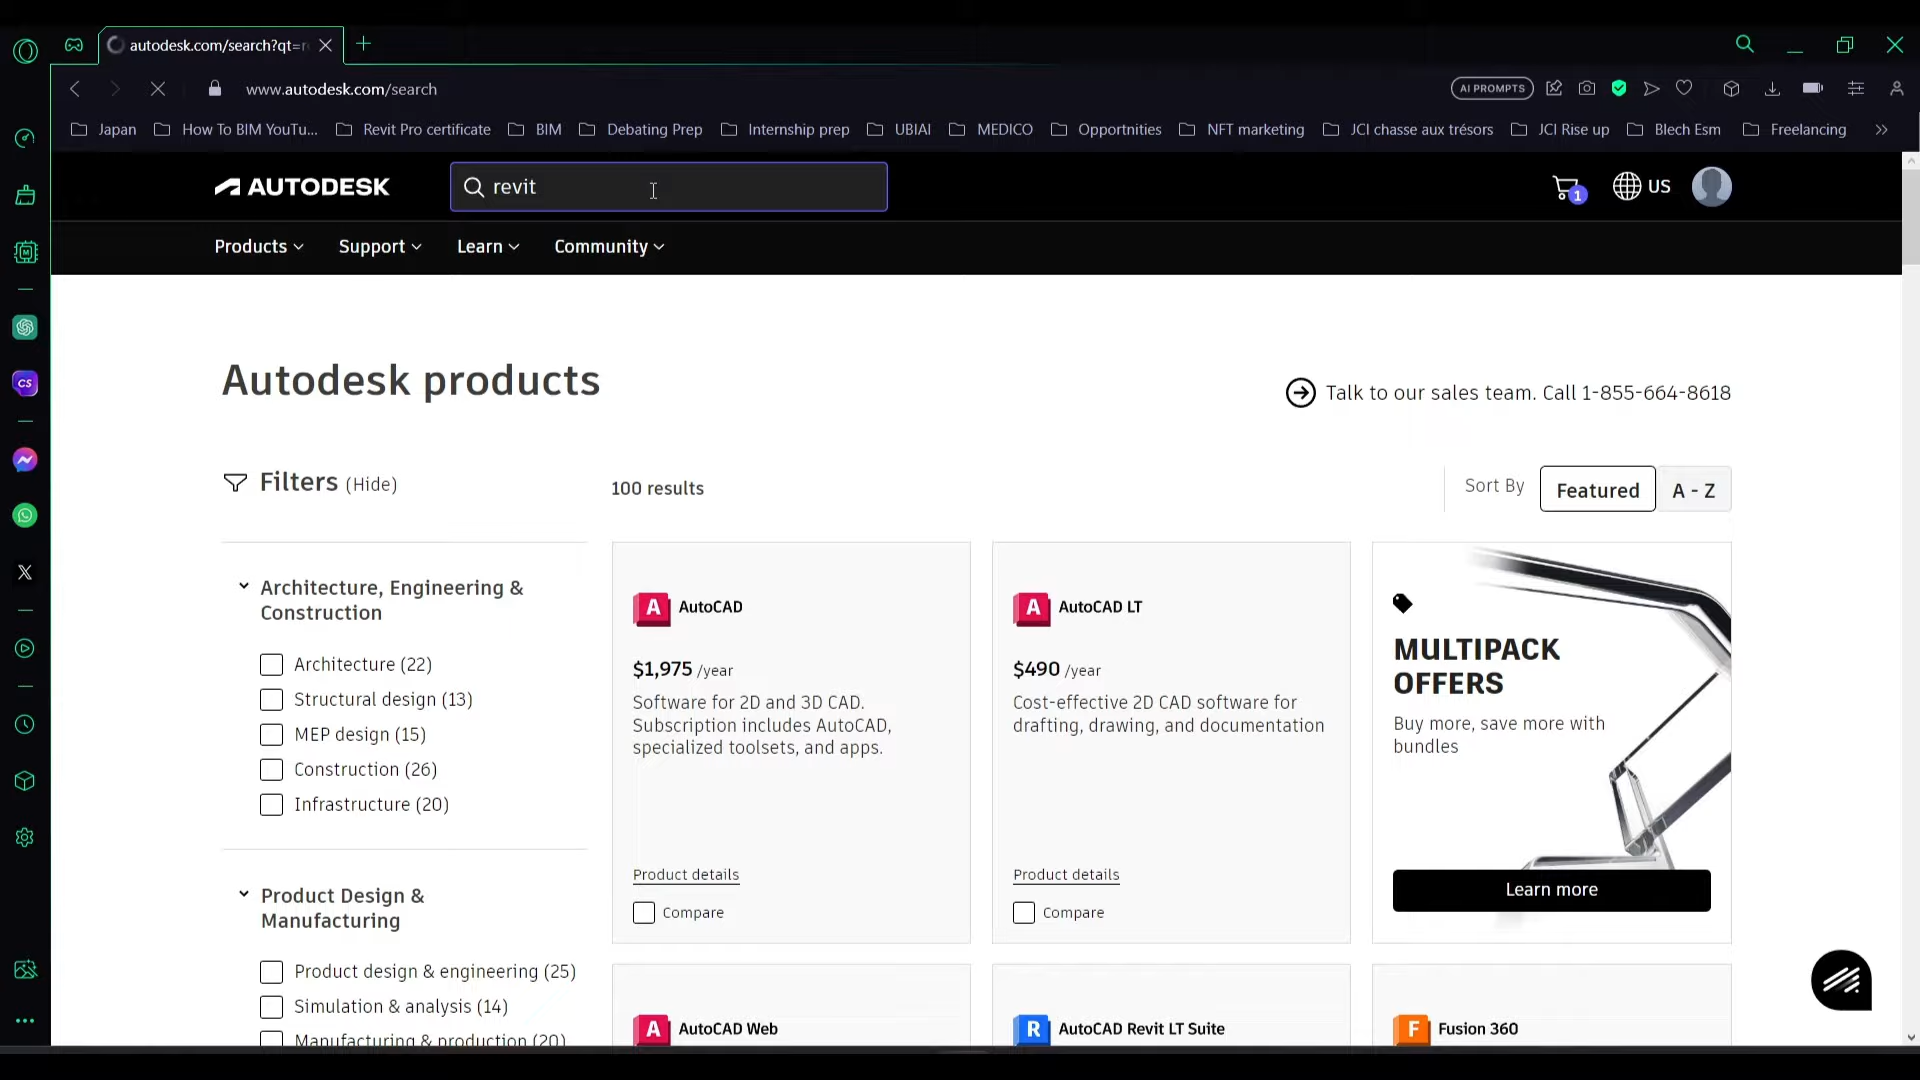 autodesk.com/search?qt=r
www.autodesk.com/search
AI PROMPTS
Japan
How To BIM YouTu...
Revit Pro certificate
BIM
Debating Prep
Internship prep
UBIAI
MEDICO
Opportnities
NFT marketing
JCI chasse aux trésors
JCI Rise up
Blech Esm
Freelancing
AUTODESK
revit
1
US
Products
Support
Learn
Community
Autodesk products
Talk to our sales team. Call 1-855-664-8618
Filters (Hide)
100 results
Sort By
Featured
A - Z
Architecture, Engineering &
Construction
Architecture (22)
Structural design (13)
MEP design (15)
Construction (26)
Infrastructure (20)
Product Design &
Manufacturing
Product design & engineering (25)
Simulation & analysis (14)
Manufacturing & production (20)
A AutoCAD
$1,975 /year
Software for 2D and 3D CAD.
Subscription includes AutoCAD,
specialized toolsets, and apps.
Product details
Compare
A AutoCAD LT
$490 /year
Cost-effective 2D CAD software for
drafting, drawing, and documentation
Product details
Compare
MULTIPACK
OFFERS
Buy more, save more with
bundles
Learn more
A AutoCAD Web
R AutoCAD Revit LT Suite
F Fusion 360
CS
M
X